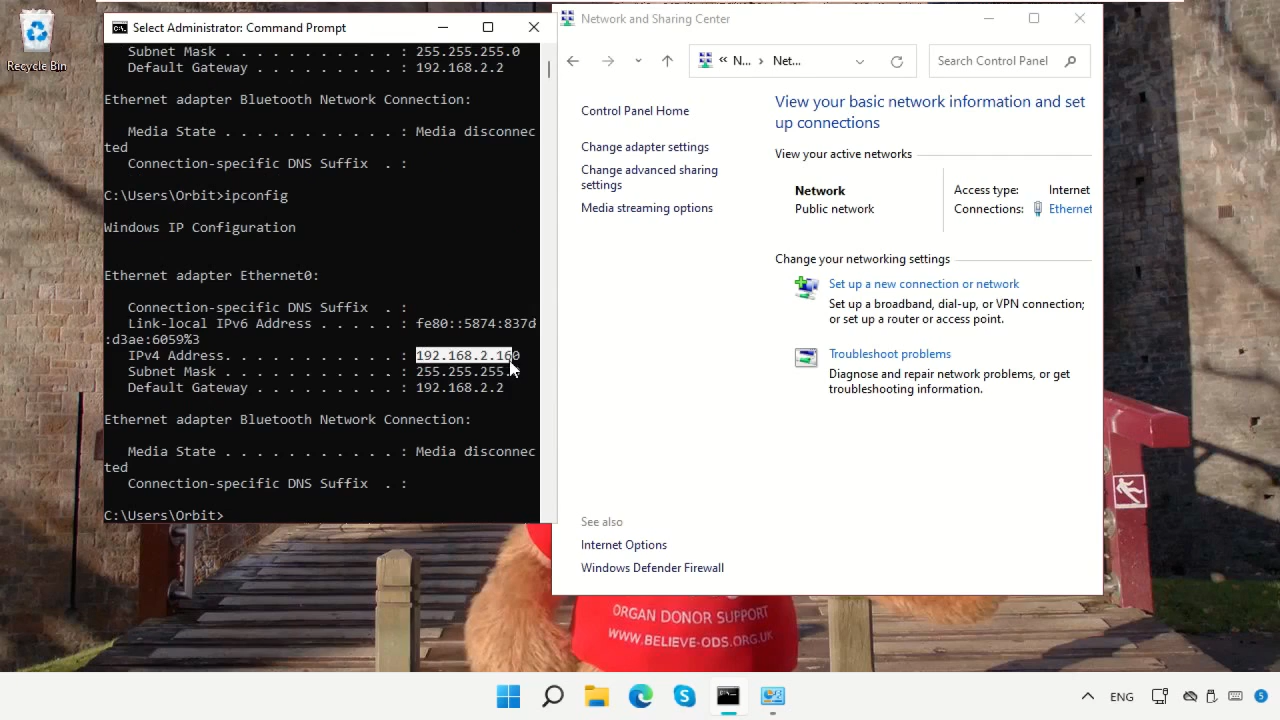 Recycle Bin
Select Administrator: Command Prompt
Subnet Mask . . . . . . . . . . . : 255.255.255.0
Default Gateway . . . . . . . . . : 192.168.2.2
Ethernet adapter Bluetooth Network Connection:
Media State . . . . . . . . . . . : Media disconnec
ted
Connection-specific DNS Suffix  . :
C:\Users\Orbit>ipconfig
Windows IP Configuration
Ethernet adapter Ethernet0:
Connection-specific DNS Suffix  . :
Link-local IPv6 Address . . . . . : fe80::5874:837d
:d3ae:6059%3
IPv4 Address. . . . . . . . . . . : 192.168.2.160
Subnet Mask . . . . . . . . . . . : 255.255.255.
Default Gateway . . . . . . . . . : 192.168.2.2
Ethernet adapter Bluetooth Network Connection:
Media State . . . . . . . . . . . : Media disconnec
ted
Connection-specific DNS Suffix  . :
C:\Users\Orbit>
Network and Sharing Center
« N... › Net...
Search Control Panel
Control Panel Home
Change adapter settings
Change advanced sharing
settings
Media streaming options
See also
Internet Options
Windows Defender Firewall
View your basic network information and set
up connections
View your active networks
Network
Public network
Access type: Internet
Connections: Ethernet
Change your networking settings
Set up a new connection or network
Set up a broadband, dial-up, or VPN connection;
or set up a router or access point.
Troubleshoot problems
Diagnose and repair network problems, or get
troubleshooting information.
ORGAN DONOR SUPPORT
WWW.BELIEVE-ODS.ORG.UK
ENG
5